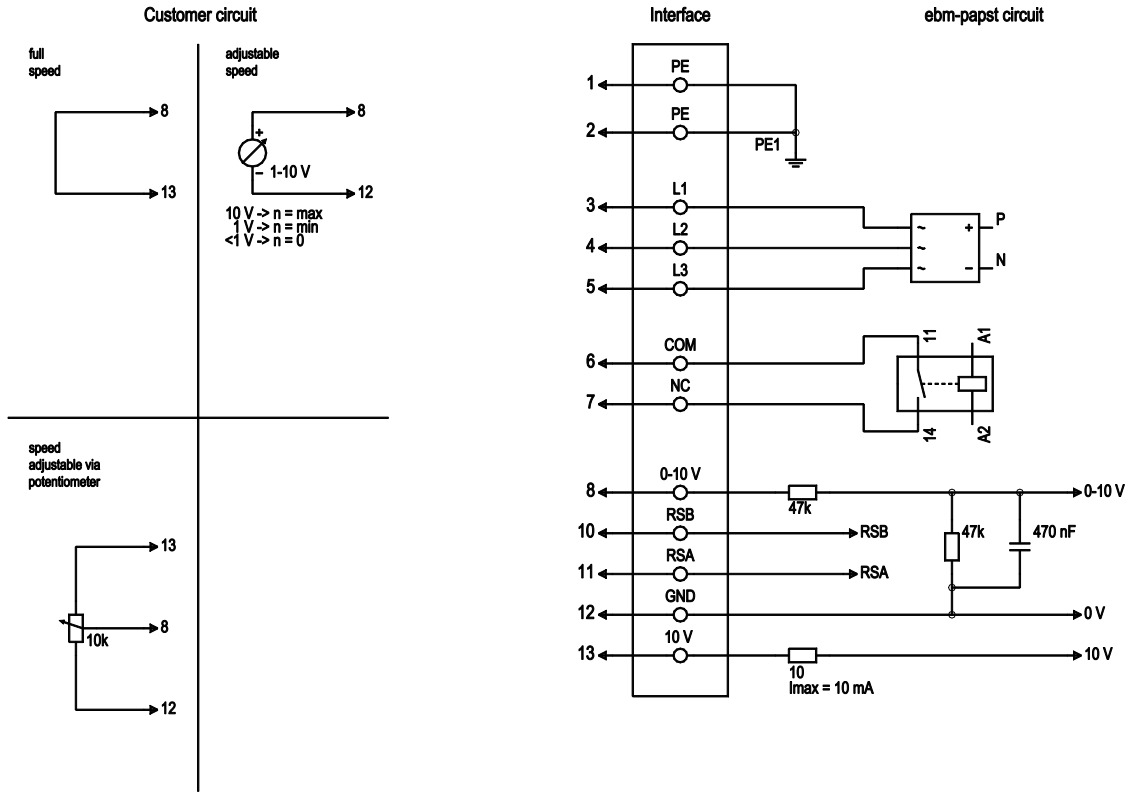 Customer circuit
full
speed
8
13
adjustable
speed
8
+
1-10 V
–
12
10 V -> n = max
1 V -> n = min
<1 V -> n = 0
speed
adjustable via
potentiometer
13
8
10k
12
Interface
ebm-papst circuit
1
PE
2
PE
PE1
3
L1
4
L2
5
L3
~
~
~
+
–
P
N
6
COM
7
NC
11
A1
14
A2
8
0-10 V
47k
0-10 V
10
RSB
RSB
47k
470 nF
11
RSA
RSA
12
GND
0 V
13
10 V
10
Imax = 10 mA
10 V